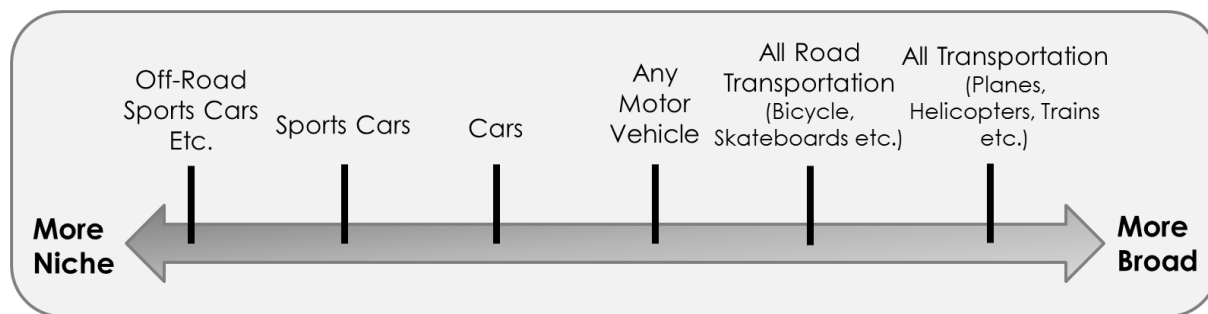 Off-Road
Sports Cars
Etc.
Sports Cars
Cars
Any
Motor
Vehicle
All Road
Transportation
(Bicycle,
Skateboards etc.)
All Transportation
(Planes,
Helicopters, Trains
etc.)
More
Niche
More
Broad